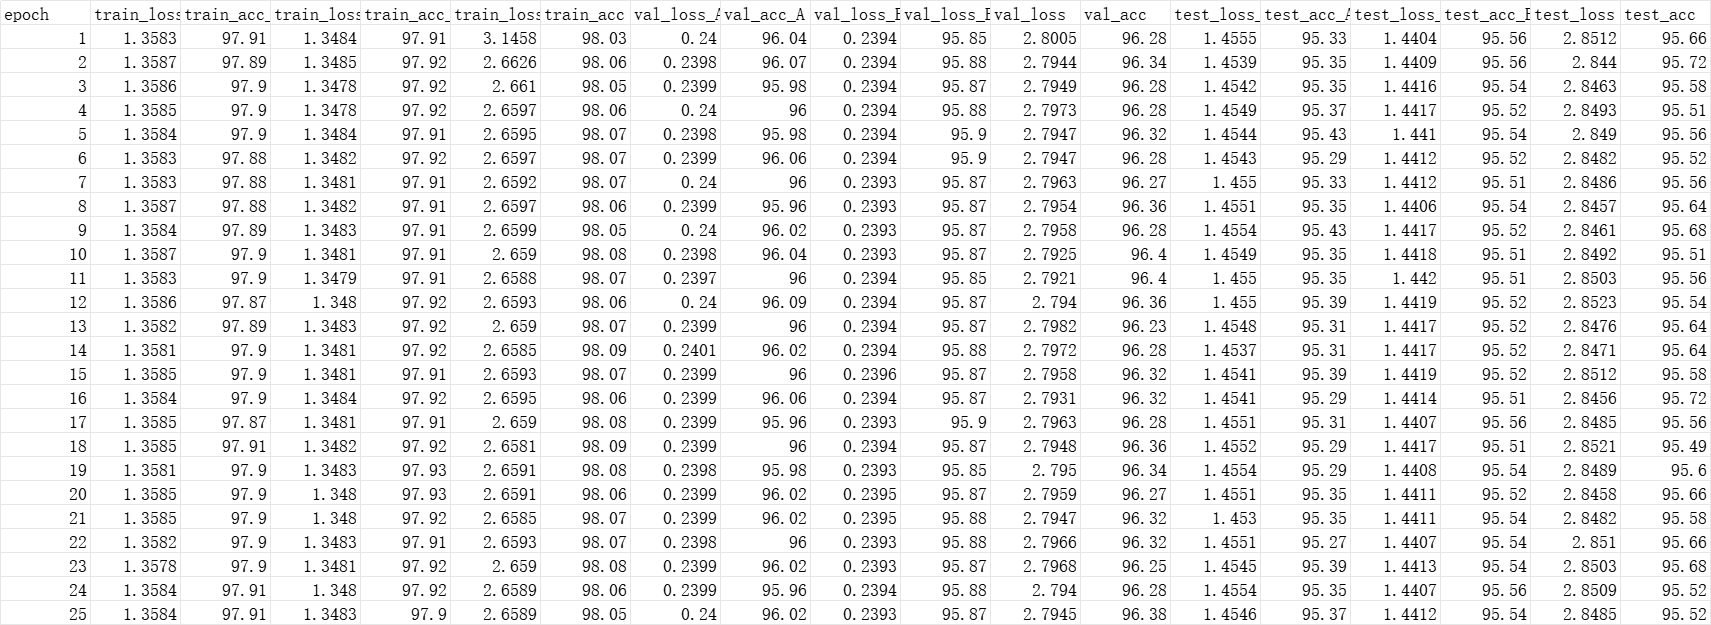 epoch train_loss train_acc_ train_loss train_acc_ train_loss train_acc val_loss_A val_acc_A val_loss_E val_loss_E val_loss val_acc test_loss_ test_acc_A test_loss_ test_acc_E test_loss test_acc
1 1.3583 97.91 1.3484 97.91 3.1458 98.03 0.24 96.04 0.2394 95.85 2.8005 96.28 1.4555 95.33 1.4404 95.56 2.8512 95.66
2 1.3587 97.89 1.3485 97.92 2.6626 98.06 0.2398 96.07 0.2394 95.88 2.7944 96.34 1.4539 95.35 1.4409 95.56 2.844 95.72
3 1.3586 97.9 1.3478 97.92 2.661 98.05 0.2399 95.98 0.2394 95.87 2.7949 96.28 1.4542 95.35 1.4416 95.54 2.8463 95.58
4 1.3585 97.9 1.3478 97.92 2.6597 98.06 0.24 96 0.2394 95.88 2.7973 96.28 1.4549 95.37 1.4417 95.52 2.8493 95.51
5 1.3584 97.9 1.3484 97.91 2.6595 98.07 0.2398 95.98 0.2394 95.9 2.7947 96.32 1.4544 95.43 1.441 95.54 2.849 95.56
6 1.3583 97.88 1.3482 97.92 2.6597 98.07 0.2399 96.06 0.2394 95.9 2.7947 96.28 1.4543 95.29 1.4412 95.52 2.8482 95.52
7 1.3583 97.88 1.3481 97.91 2.6592 98.07 0.24 96 0.2393 95.87 2.7963 96.27 1.455 95.33 1.4412 95.51 2.8486 95.56
8 1.3587 97.88 1.3482 97.91 2.6597 98.06 0.2399 95.96 0.2393 95.87 2.7954 96.36 1.4551 95.35 1.4406 95.54 2.8457 95.64
9 1.3584 97.89 1.3483 97.91 2.6599 98.05 0.24 96.02 0.2393 95.87 2.7958 96.28 1.4554 95.43 1.4417 95.52 2.8461 95.68
10 1.3587 97.9 1.3481 97.91 2.659 98.08 0.2398 96.04 0.2393 95.87 2.7925 96.4 1.4549 95.35 1.4418 95.51 2.8492 95.51
11 1.3583 97.9 1.3479 97.91 2.6588 98.07 0.2397 96 0.2394 95.85 2.7921 96.4 1.455 95.35 1.442 95.51 2.8503 95.56
12 1.3586 97.87 1.348 97.92 2.6593 98.06 0.24 96.09 0.2394 95.87 2.794 96.36 1.455 95.39 1.4419 95.52 2.8523 95.54
13 1.3582 97.89 1.3483 97.92 2.659 98.07 0.2399 96 0.2394 95.87 2.7982 96.23 1.4548 95.31 1.4417 95.52 2.8476 95.64
14 1.3581 97.9 1.3481 97.92 2.6585 98.09 0.2401 96.02 0.2394 95.88 2.7972 96.28 1.4537 95.31 1.4417 95.52 2.8471 95.64
15 1.3585 97.9 1.3481 97.91 2.6593 98.07 0.2399 96 0.2396 95.87 2.7958 96.32 1.4541 95.39 1.4419 95.52 2.8512 95.58
16 1.3584 97.9 1.3484 97.92 2.6595 98.06 0.2399 96.06 0.2394 95.87 2.7931 96.32 1.4541 95.29 1.4414 95.51 2.8456 95.72
17 1.3585 97.87 1.3481 97.91 2.659 98.08 0.2399 95.96 0.2393 95.9 2.7963 96.28 1.4551 95.31 1.4407 95.56 2.8485 95.56
18 1.3585 97.91 1.3482 97.92 2.6581 98.09 0.2399 96 0.2394 95.87 2.7948 96.36 1.4552 95.29 1.4417 95.51 2.8521 95.49
19 1.3581 97.9 1.3483 97.93 2.6591 98.08 0.2398 95.98 0.2393 95.85 2.795 96.34 1.4554 95.29 1.4408 95.54 2.8489 95.6
20 1.3585 97.9 1.348 97.93 2.6591 98.06 0.2399 96.02 0.2395 95.87 2.7959 96.27 1.4551 95.35 1.4411 95.52 2.8458 95.66
21 1.3585 97.9 1.348 97.92 2.6585 98.07 0.2399 96.02 0.2395 95.88 2.7947 96.32 1.453 95.35 1.4411 95.54 2.8482 95.58
22 1.3582 97.9 1.3483 97.91 2.6593 98.07 0.2398 96 0.2393 95.88 2.7966 96.32 1.4551 95.27 1.4407 95.54 2.851 95.66
23 1.3578 97.9 1.3481 97.92 2.659 98.08 0.2399 96.02 0.2393 95.87 2.7968 96.25 1.4545 95.39 1.4413 95.54 2.8503 95.68
24 1.3584 97.91 1.348 97.92 2.6589 98.06 0.2399 95.96 0.2394 95.88 2.794 96.28 1.4554 95.35 1.4407 95.56 2.8509 95.52
25 1.3584 97.91 1.3483 97.9 2.6589 98.05 0.24 96.02 0.2393 95.87 2.7945 96.38 1.4546 95.37 1.4412 95.54 2.8485 95.52